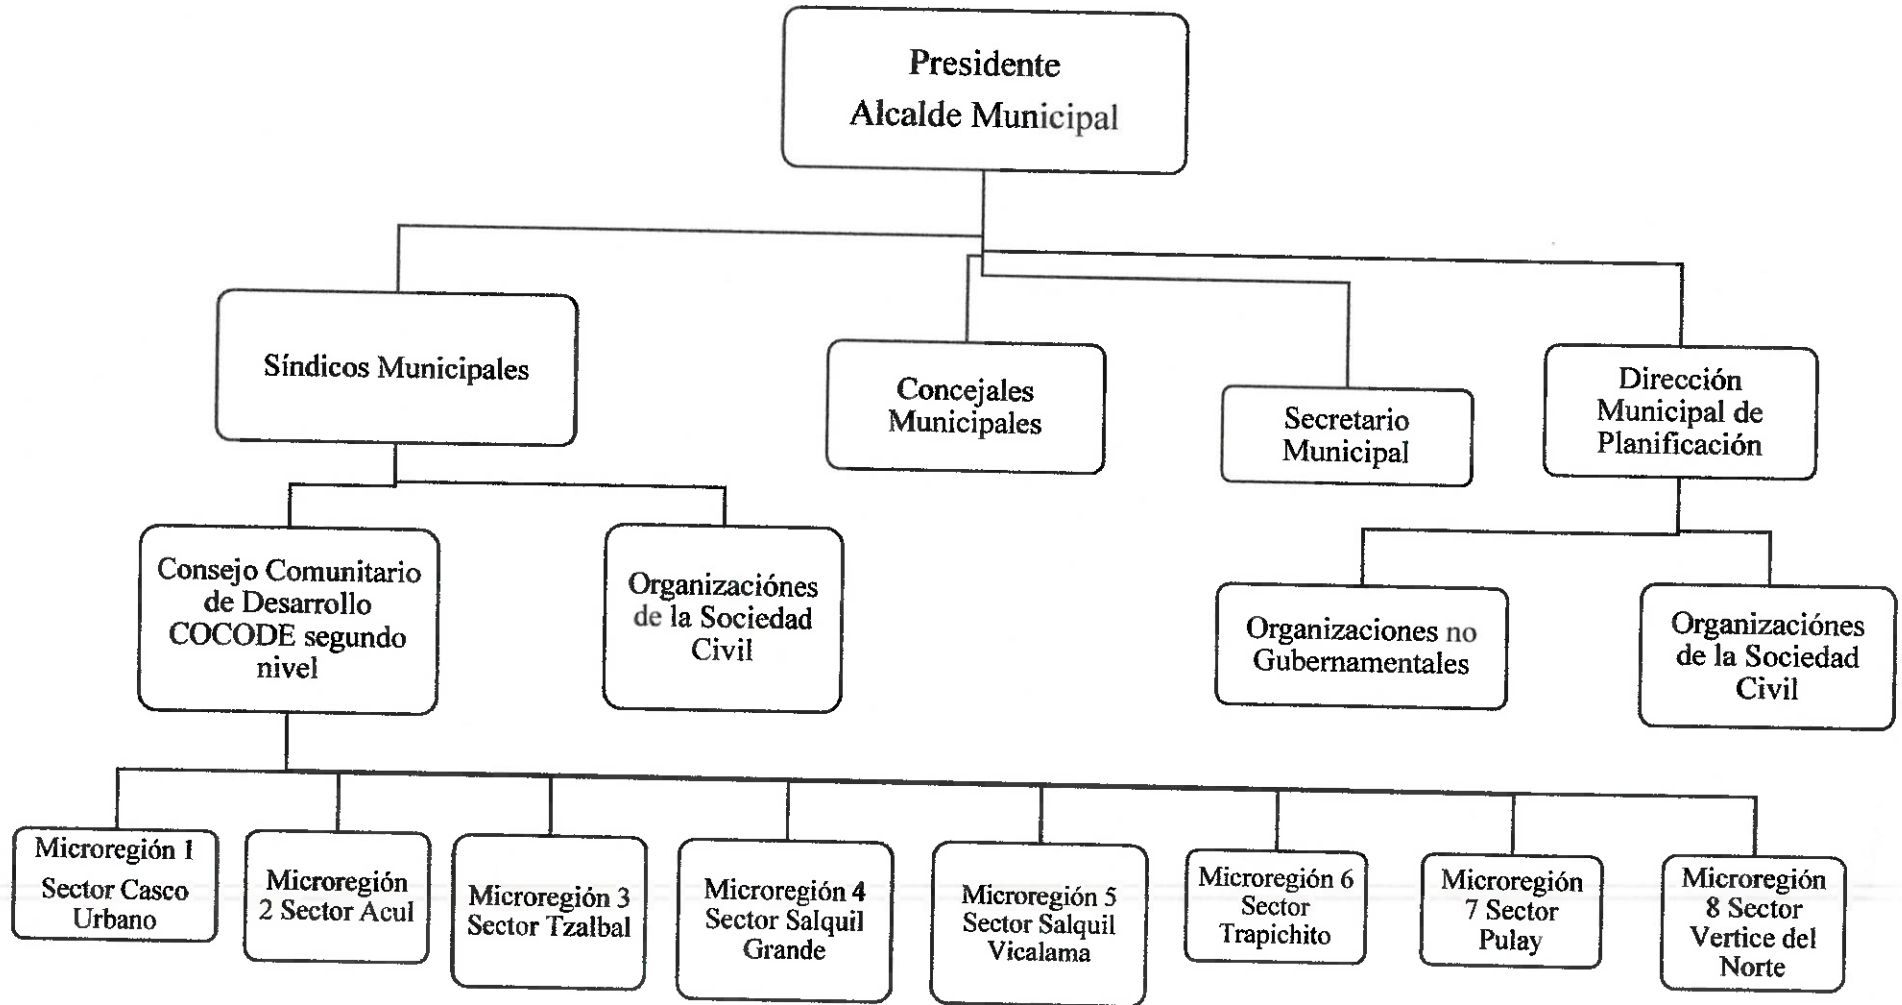 Presidente
Alcalde Municipal
Síndicos Municipales
Concejales
Municipales
Secretario
Municipal
Dirección
Municipal de
Planificación
Consejo Comunitario
de Desarrollo
COCODE segundo
nivel
Organizaciónes
de la Sociedad
Civil
Organizaciones no
Gubernamentales
Organizaciónes
de la Sociedad
Civil
Microregión 1
Sector Casco
Urbano
Microregión
2 Sector Acul
Microregión 3
Sector Tzalbal
Microregión 4
Sector Salquil
Grande
Microregión 5
Sector Salquil
Vicalama
Microregión 6
Sector
Trapichito
Microregión
7 Sector
Pulay
Microregión
8 Sector
Vertice del
Norte